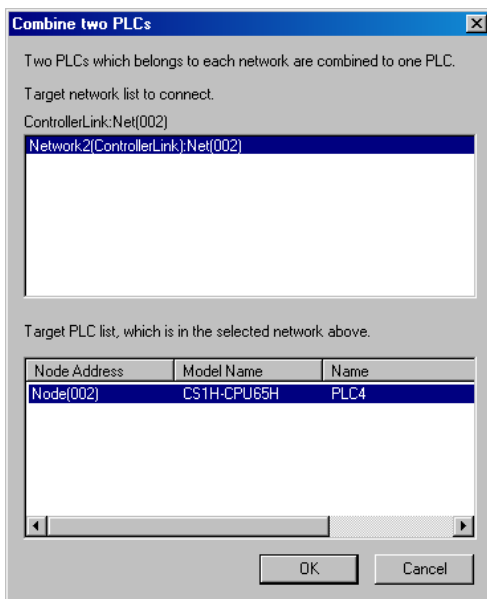 Combine two PLCs
Two PLCs which belongs to each network are combined to one PLC.
Target network list to connect.
ControllerLink:Net(002)
Network2(ControllerLink):Net(002)
Target PLC list, which is in the selected network above.
Node Address Model Name Name
Node(002) CS1H-CPU65H PLC4
OK Cancel